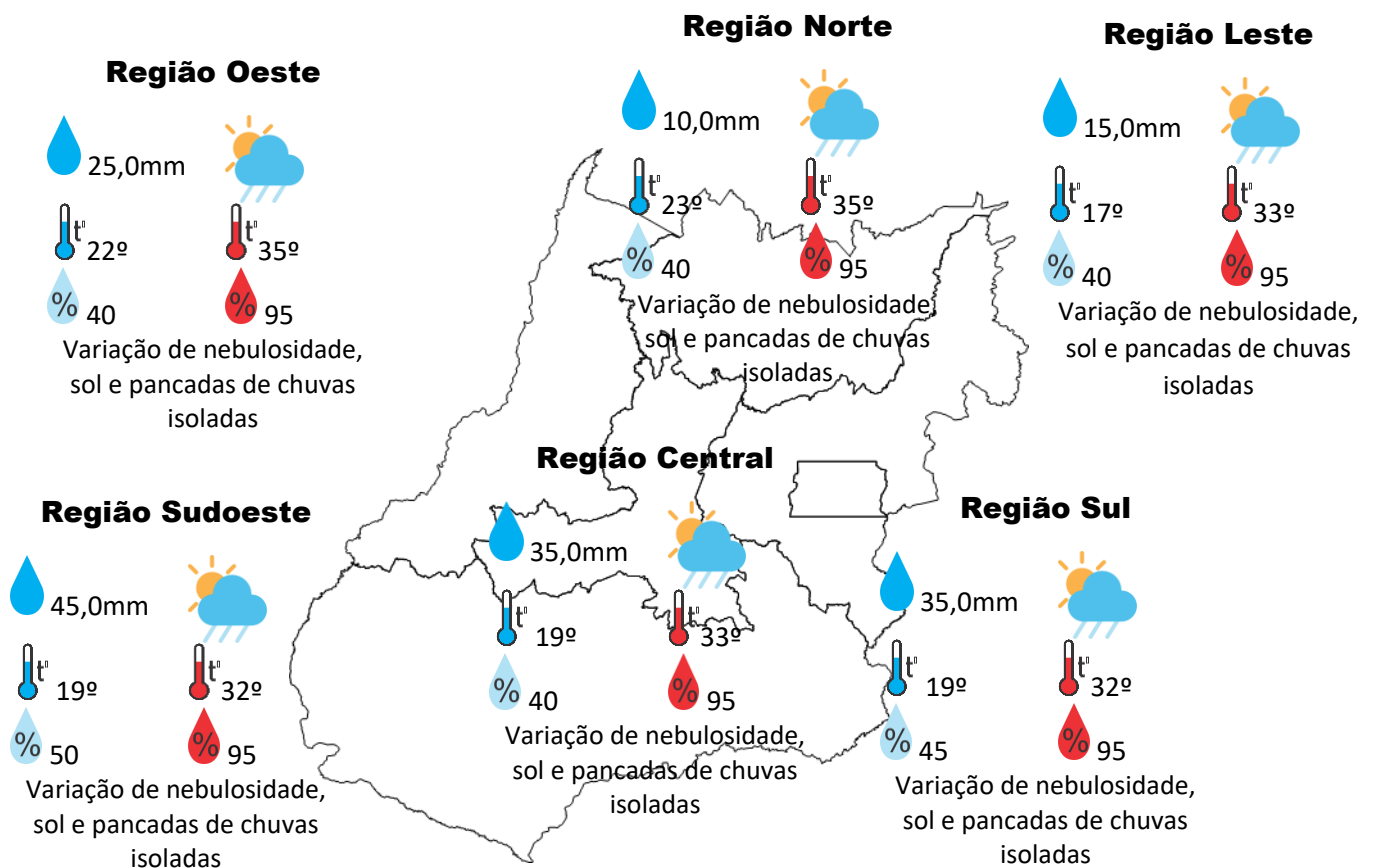 Região Oeste
25,0mm
t°
22º
35º
% 40
% 95
Variação de nebulosidade,
sol e pancadas de chuvas
isoladas
Região Norte
10,0mm
t°
23º
t°
35º
% 40
% 95
Variação de nebulosidade,
sol e pancadas de chuvas
isoladas
Região Leste
15,0mm
t°
17º
t°
33º
% 40
% 95
Variação de nebulosidade,
sol e pancadas de chuvas
isoladas
Região Sudoeste
45,0mm
t°
19º
t°
32º
% 50
% 95
Variação de nebulosidade,
sol e pancadas de chuvas
isoladas
Região Central
35,0mm
t°
19º
t°
33º
% 40
% 95
Variação de nebulosidade,
sol e pancadas de chuvas
isoladas
Região Sul
35,0mm
t°
19º
t°
32º
% 45
% 95
Variação de nebulosidade,
sol e pancadas de chuvas
isoladas